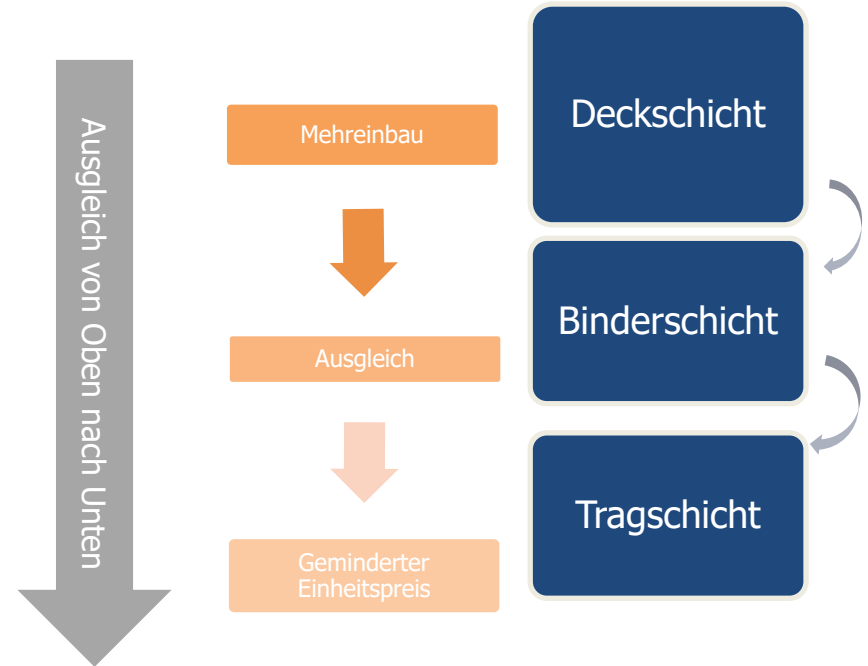 Ausgleich von Oben nach Unten
Mehreinbau
Ausgleich
Geminderter
Einheitspreis
Deckschicht
Binderschicht
Tragschicht